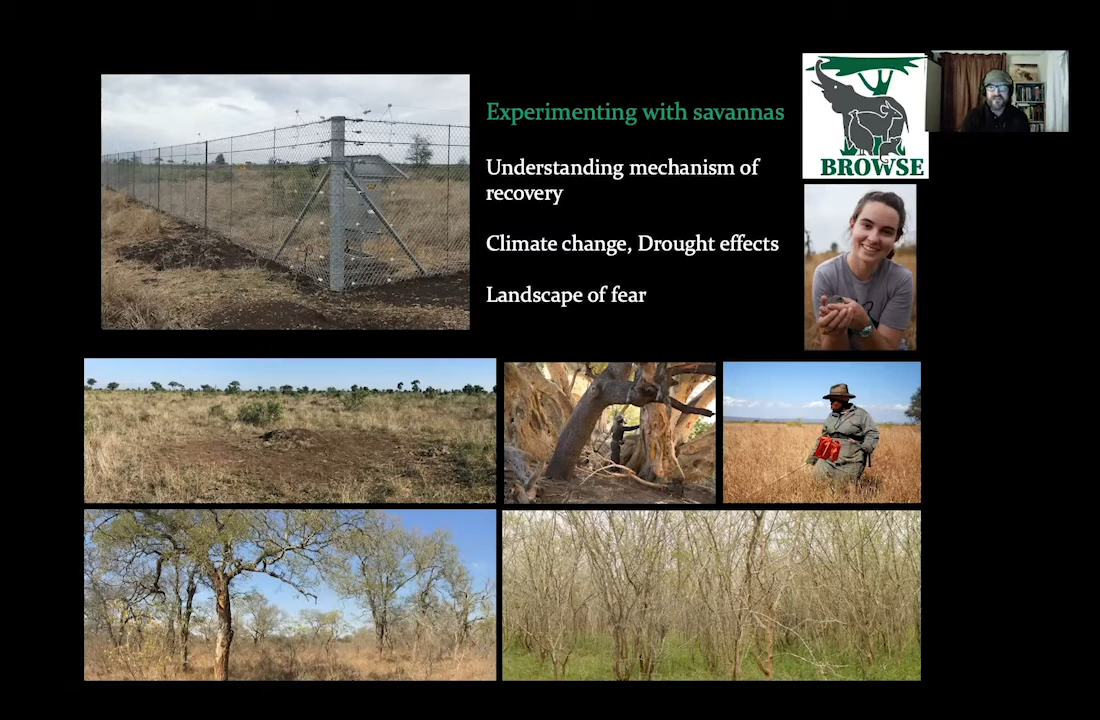 Experimenting with savannas
Understanding mechanism of
recovery
Climate change, Drought effects
Landscape of fear
BROWSE